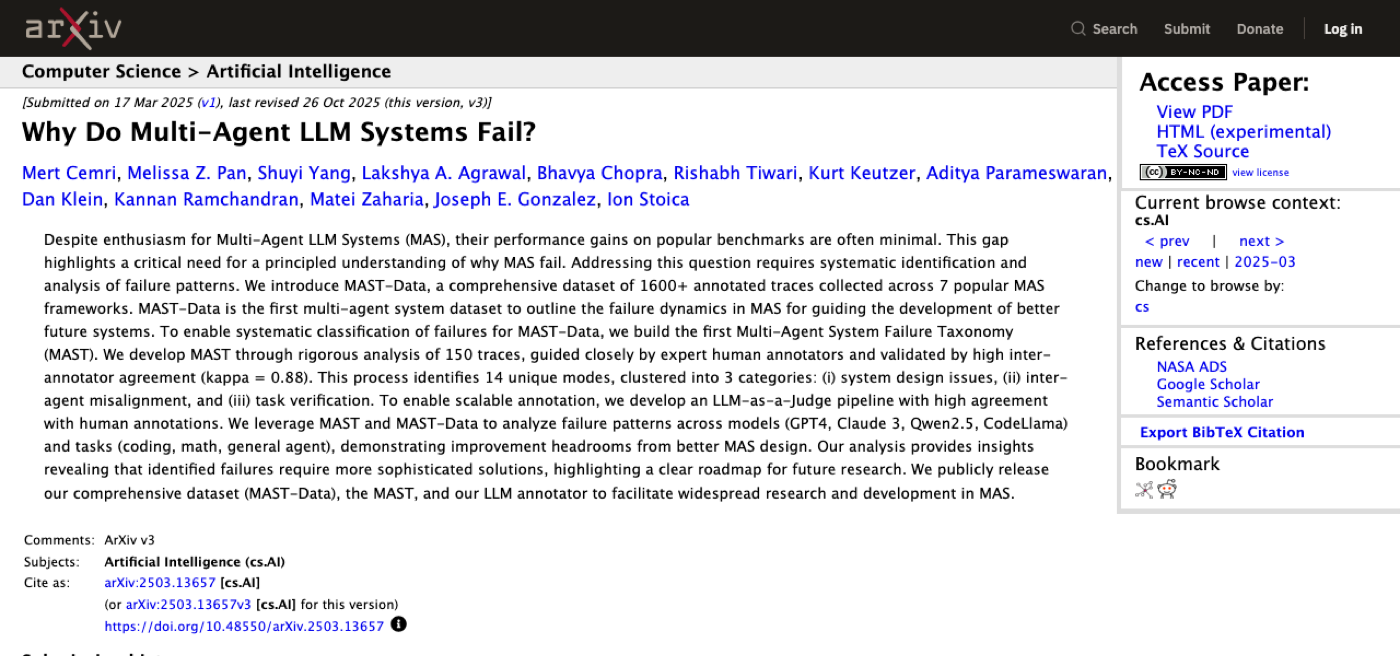 arXiv
Search Submit Donate Log in
Computer Science > Artificial Intelligence
[Submitted on 17 Mar 2025 (v1), last revised 26 Oct 2025 (this version, v3)]
Why Do Multi-Agent LLM Systems Fail?
Mert Cemri, Melissa Z. Pan, Shuyi Yang, Lakshya A. Agrawal, Bhavya Chopra, Rishabh Tiwari, Kurt Keutzer, Aditya Parameswaran,
Dan Klein, Kannan Ramchandran, Matei Zaharia, Joseph E. Gonzalez, Ion Stoica
Despite enthusiasm for Multi-Agent LLM Systems (MAS), their performance gains on popular benchmarks are often minimal. This gap
highlights a critical need for a principled understanding of why MAS fail. Addressing this question requires systematic identification and
analysis of failure patterns. We introduce MAST-Data, a comprehensive dataset of 1600+ annotated traces collected across 7 popular MAS
frameworks. MAST-Data is the first multi-agent system dataset to outline the failure dynamics in MAS for guiding the development of better
future systems. To enable systematic classification of failures for MAST-Data, we build the first Multi-Agent System Failure Taxonomy
(MAST). We develop MAST through rigorous analysis of 150 traces, guided closely by expert human annotators and validated by high inter-
annotator agreement (kappa = 0.88). This process identifies 14 unique modes, clustered into 3 categories: (i) system design issues, (ii) inter-
agent misalignment, and (iii) task verification. To enable scalable annotation, we develop an LLM-as-a-Judge pipeline with high agreement
with human annotations. We leverage MAST and MAST-Data to analyze failure patterns across models (GPT4, Claude 3, Qwen2.5, CodeLlama)
and tasks (coding, math, general agent), demonstrating improvement headrooms from better MAS design. Our analysis provides insights
revealing that identified failures require more sophisticated solutions, highlighting a clear roadmap for future research. We publicly release
our comprehensive dataset (MAST-Data), the MAST, and our LLM annotator to facilitate widespread research and development in MAS.
Comments: ArXiv v3
Subjects: Artificial Intelligence (cs.AI)
Cite as: arXiv:2503.13657 [cs.AI]
(or arXiv:2503.13657v3 [cs.AI] for this version)
https://doi.org/10.48550/arXiv.2503.13657
Access Paper:
View PDF
HTML (experimental)
TeX Source
(cc) BY-NC-ND view license
Current browse context:
cs.AI
< prev | next >
new | recent | 2025-03
Change to browse by:
cs
References & Citations
NASA ADS
Google Scholar
Semantic Scholar
Export BibTeX Citation
Bookmark